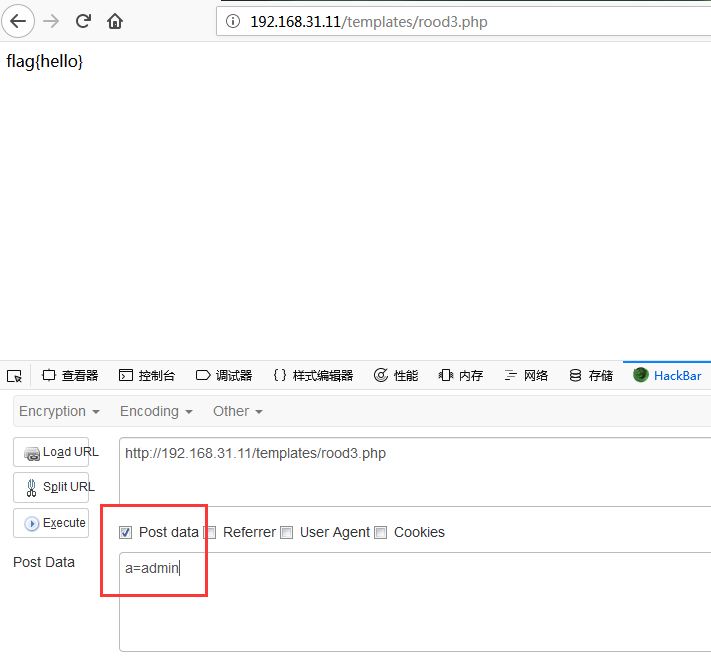 192.168.31.11/templates/rood3.php
flag{hello}
查看器 控制台 调试器 {} 样式编辑器 性能 内存 网络 存储 HackBar
Encryption Encoding Other
Load URL http://192.168.31.11/templates/rood3.php
Split URL
Execute
Post data Referrer User Agent Cookies
Post Data a=admin